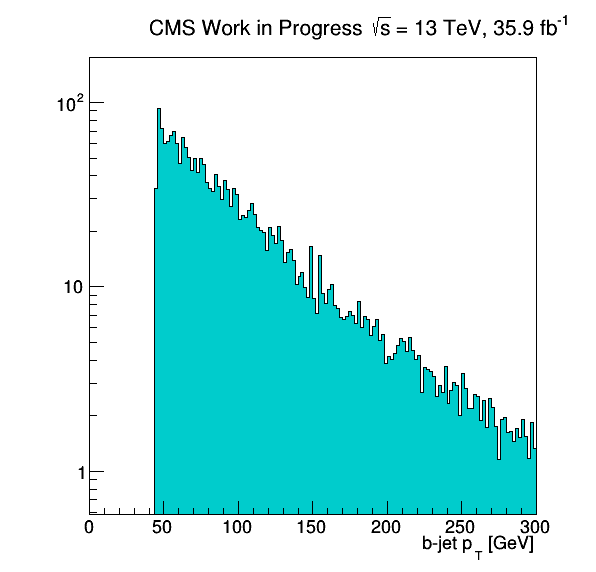 CMS Work in Progress √s = 13 TeV, 35.9 fb⁻¹
10²
10
1
0 50 100 150 200 250 300
b-jet p_T [GeV]